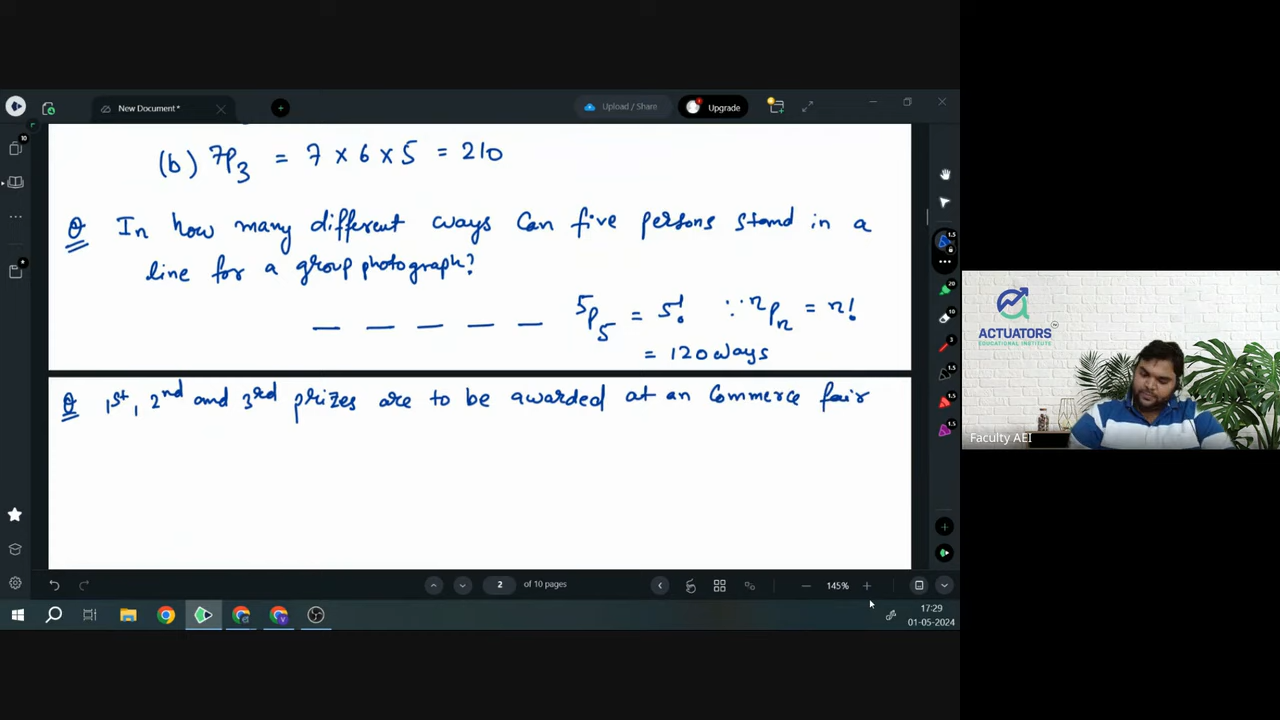 New Document*
Upload / Share
Upgrade
(b) ⁷P₃ = 7 × 6 × 5 = 210
Q In how many different ways can five persons stand in a
line for a group photograph?
⁵P₅ = 5! ∵ ⁿPₙ = n!
= 120 ways
Q 1st, 2nd and 3rd prizes are to be awarded at an Commerce fair
ACTUATORS
EDUCATIONAL INSTITUTE
Faculty AEI
2 of 10 pages
145%
17:29
01-05-2024